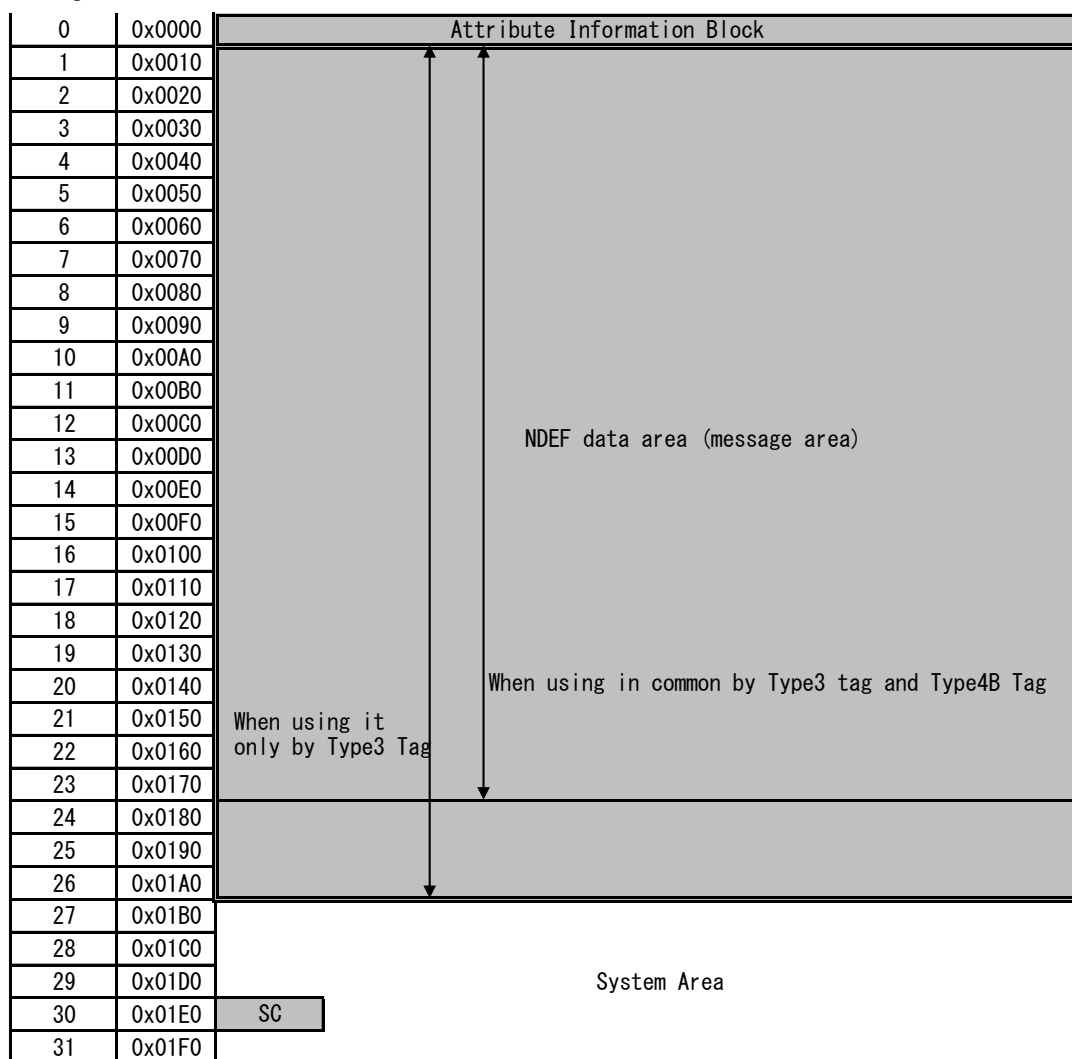 0 0x0000 Attribute Information Block
1 0x0010
2 0x0020
3 0x0030
4 0x0040
5 0x0050
6 0x0060
7 0x0070
8 0x0080
9 0x0090
10 0x00A0
11 0x00B0
12 0x00C0
NDEF data area (message area)
13 0x00D0
14 0x00E0
15 0x00F0
16 0x0100
17 0x0110
18 0x0120
19 0x0130
20 0x0140 When using in common by Type3 tag and Type4B Tag
21 0x0150 When using it
22 0x0160 only by Type3 Tag
23 0x0170
24 0x0180
25 0x0190
26 0x01A0
27 0x01B0
28 0x01C0
29 0x01D0 System Area
30 0x01E0 SC
31 0x01F0